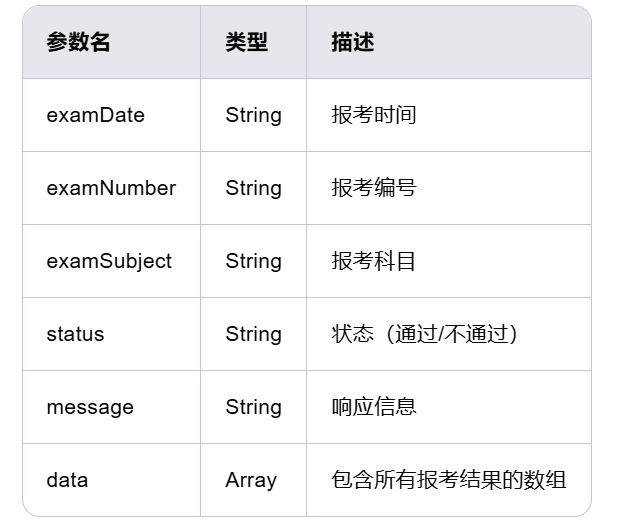 参数名 类型 描述
examDate String 报考时间
examNumber String 报考编号
examSubject String 报考科目
status String 状态（通过/不通过）
message String 响应信息
data Array 包含所有报考结果的数组